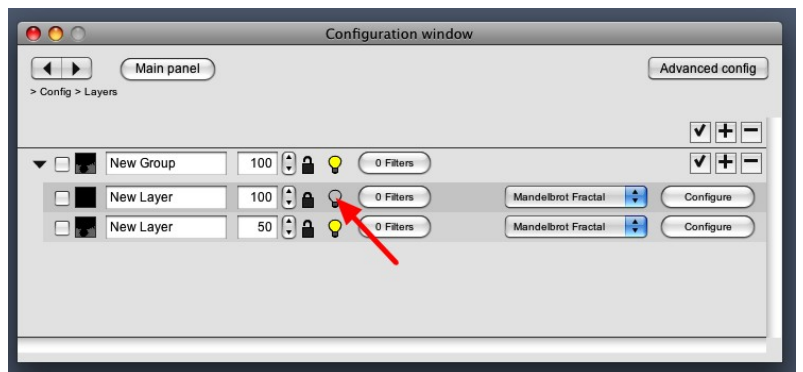 Configuration window
Main panel Advanced config
> Config > Layers
New Group 100 0 Filters
New Layer 100 0 Filters Mandelbrot Fractal Configure
New Layer 50 0 Filters Mandelbrot Fractal Configure